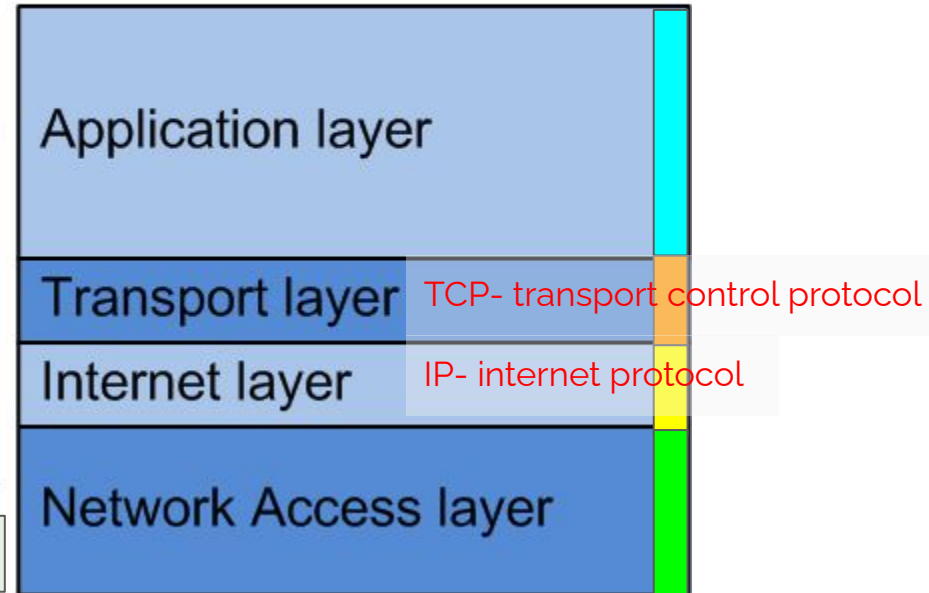 Application layer
Transport layer TCP- transport control protocol
Internet layer IP- internet protocol
Network Access layer